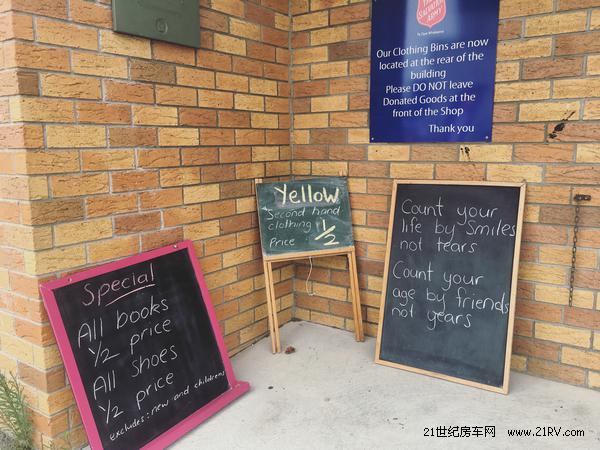 SALVATION
ARMY
Our Clothing Bins are now
located at the rear of the
building
Please DO NOT leave
Donated Goods at the
front of the Shop
Thank you
Special
All books
1/2 price
All shoes
1/2 price
excludes: new and childrens
Yellow
Second hand
clothing 1/2
Price
Count your
life by smiles
not tears
Count your
age by friends
not years
21世纪房车网 www.21RV.com